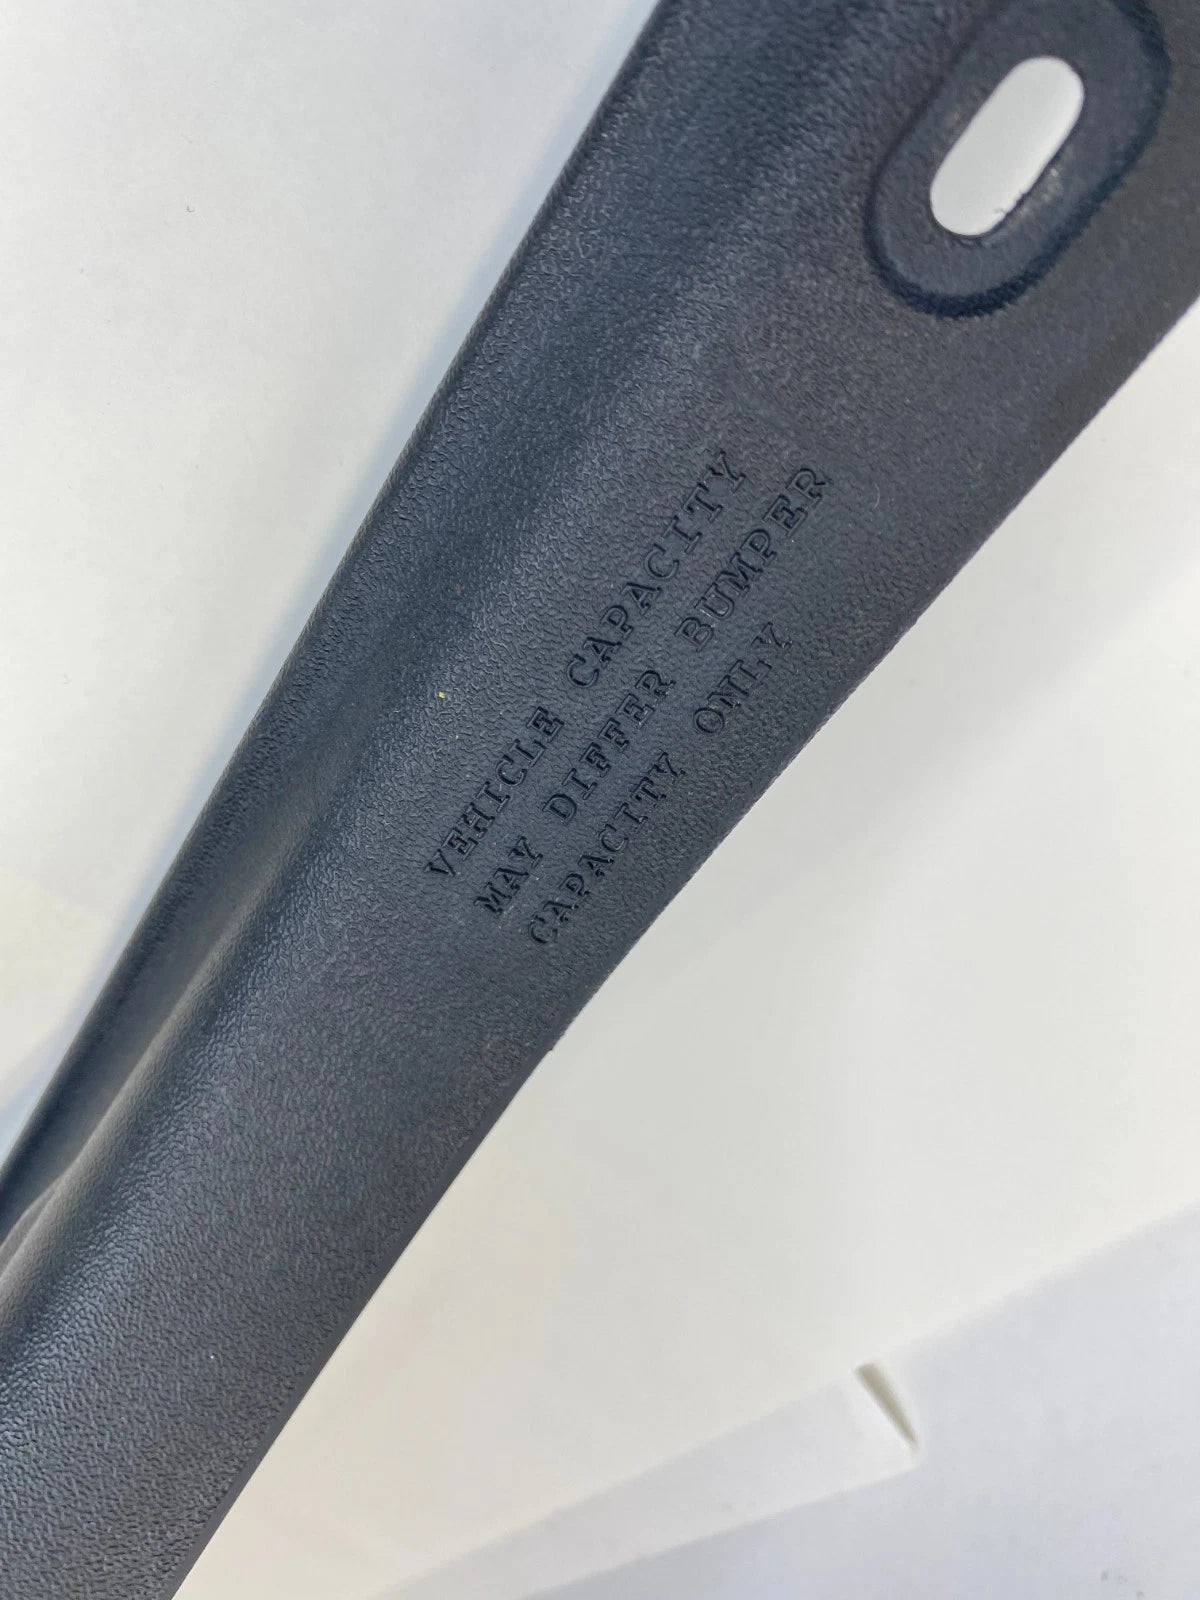 VEHICLE CAPACITY
MAY DIFFER BUMPER
CAPACITY ONLY